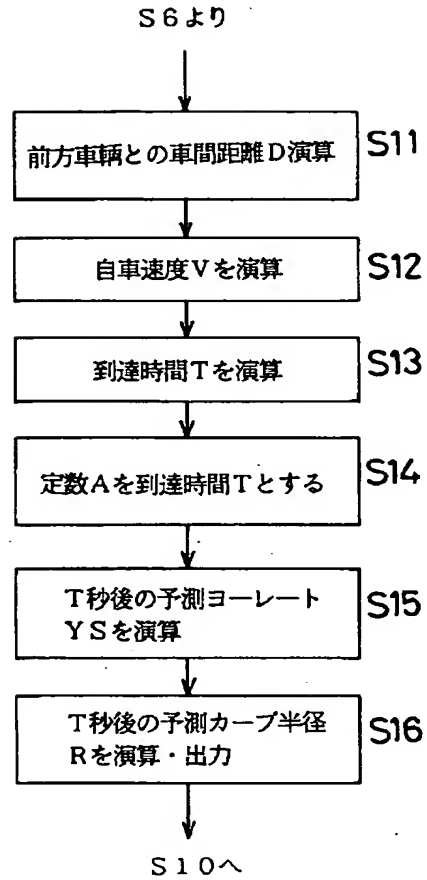 S6より
前方車輌との車間距離D演算
S11
自車速度Vを演算
S12
到達時間Tを演算
S13
定数Aを到達時間Tとする
S14
T秒後の予測ヨーレート
YSを演算
S15
T秒後の予測カーブ半径
Rを演算・出力
S16
S10へ